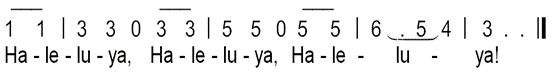 1 1 | 3 3 0 3 3 | 5 5 0 5 5 | 6 . 5 4 | 3 . . ||
Ha - le - lu - ya, Ha - le - lu - ya, Ha - le - lu - ya!